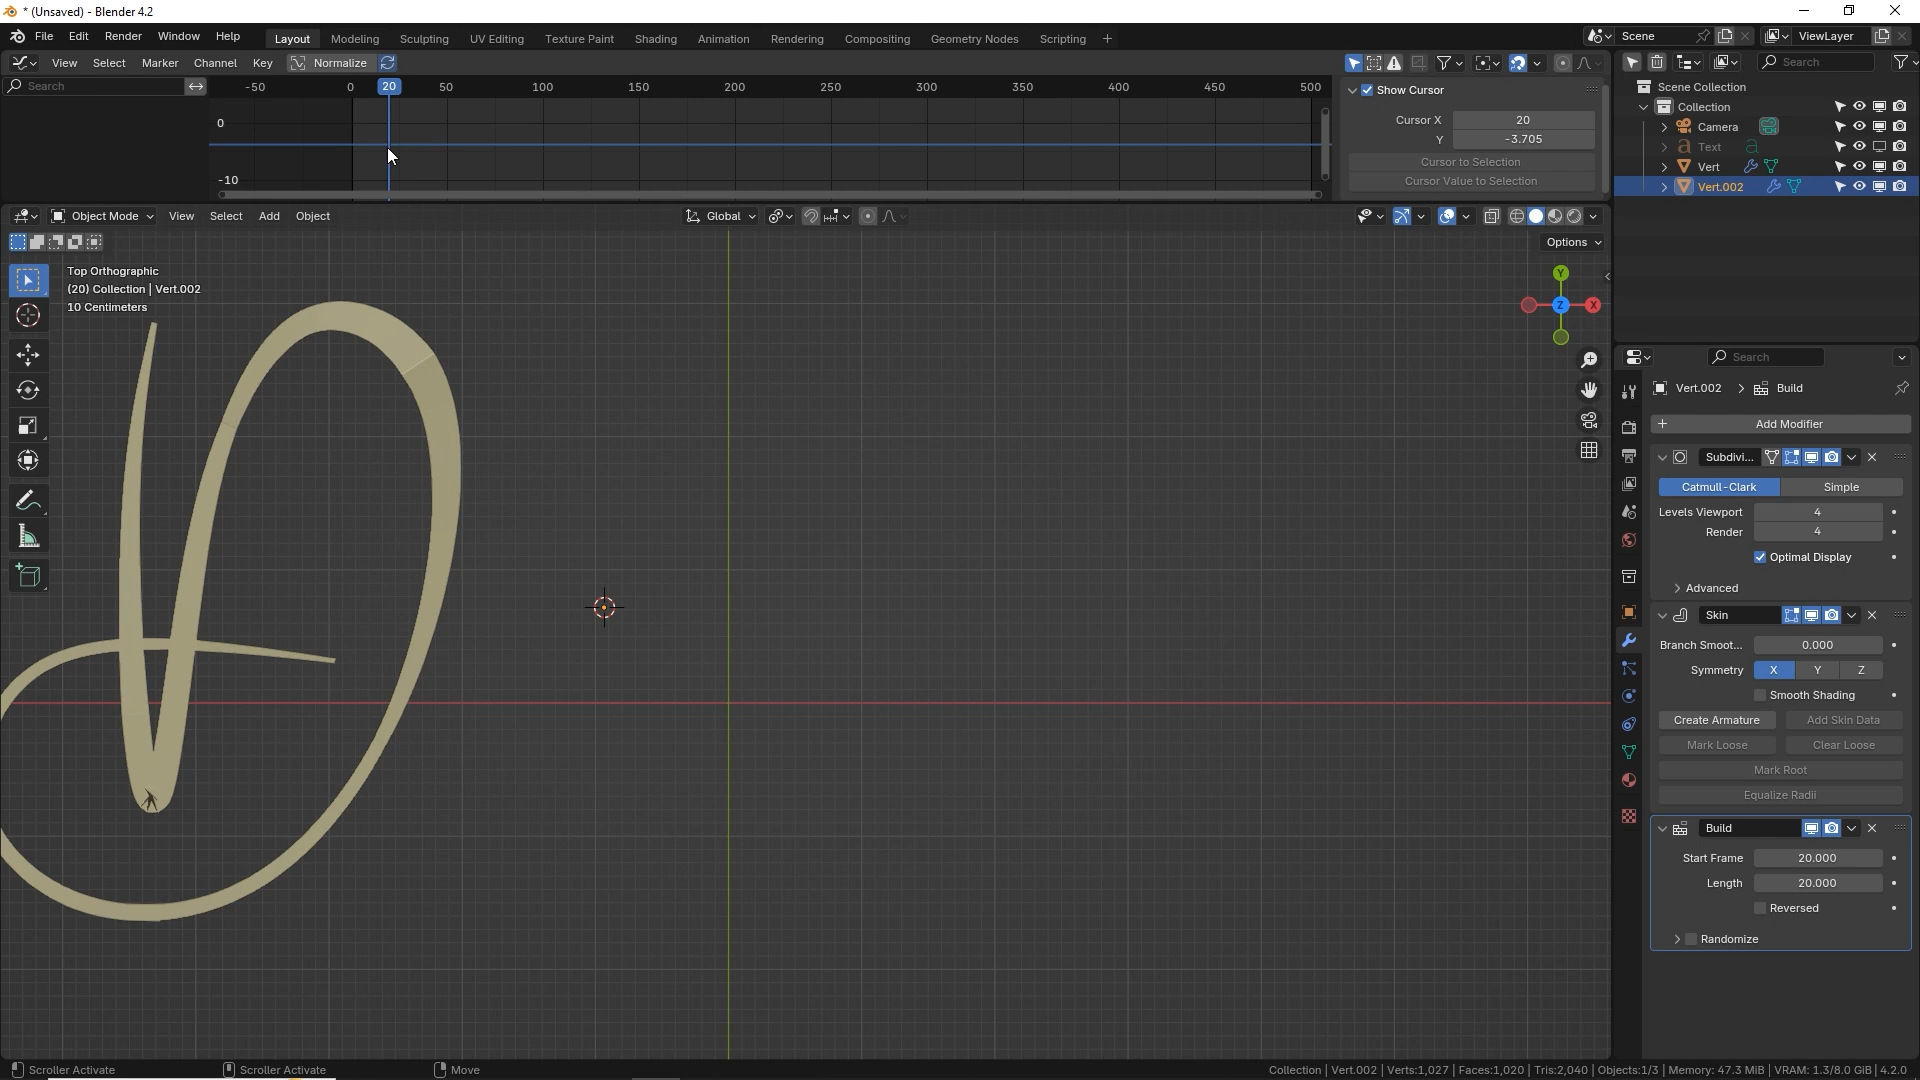 * (Unsaved) - Blender 4.2
File Edit Render Window Help Layout Modeling Sculpting UV Editing Texture Paint Shading Animation Rendering Compositing Geometry Nodes Scripting + Scene ViewLayer
View Select Marker Channel Key Normalize
Search -50 0 20 50 100 150 200 250 300 350 400 450 500
0
-10
Show Cursor
Cursor X 20
Y -3.705
Cursor to Selection
Cursor Value to Selection
Search
Scene Collection
Collection
Camera
Text
Vert
Vert.002
Object Mode View Select Add Object Global
Options
Top Orthographic
(20) Collection | Vert.002
10 Centimeters
Y
Z X
Search
Vert.002 > Build
+ Add Modifier
Subdivi...
Catmull-Clark Simple
Levels Viewport 4
Render 4
Optimal Display
Advanced
Skin
Branch Smoot... 0.000
Symmetry X Y Z
Smooth Shading
Create Armature Add Skin Data
Mark Loose Clear Loose
Mark Root
Equalize Radii
Build
Start Frame 20.000
Length 20.000
Reversed
Randomize
Scroller Activate Scroller Activate Move Collection | Vert.002 | Verts:1,027 | Faces:1,020 | Tris:2,040 | Objects:1/3 | Memory: 47.3 MiB | VRAM: 1.3/8.0 GiB | 4.2.0